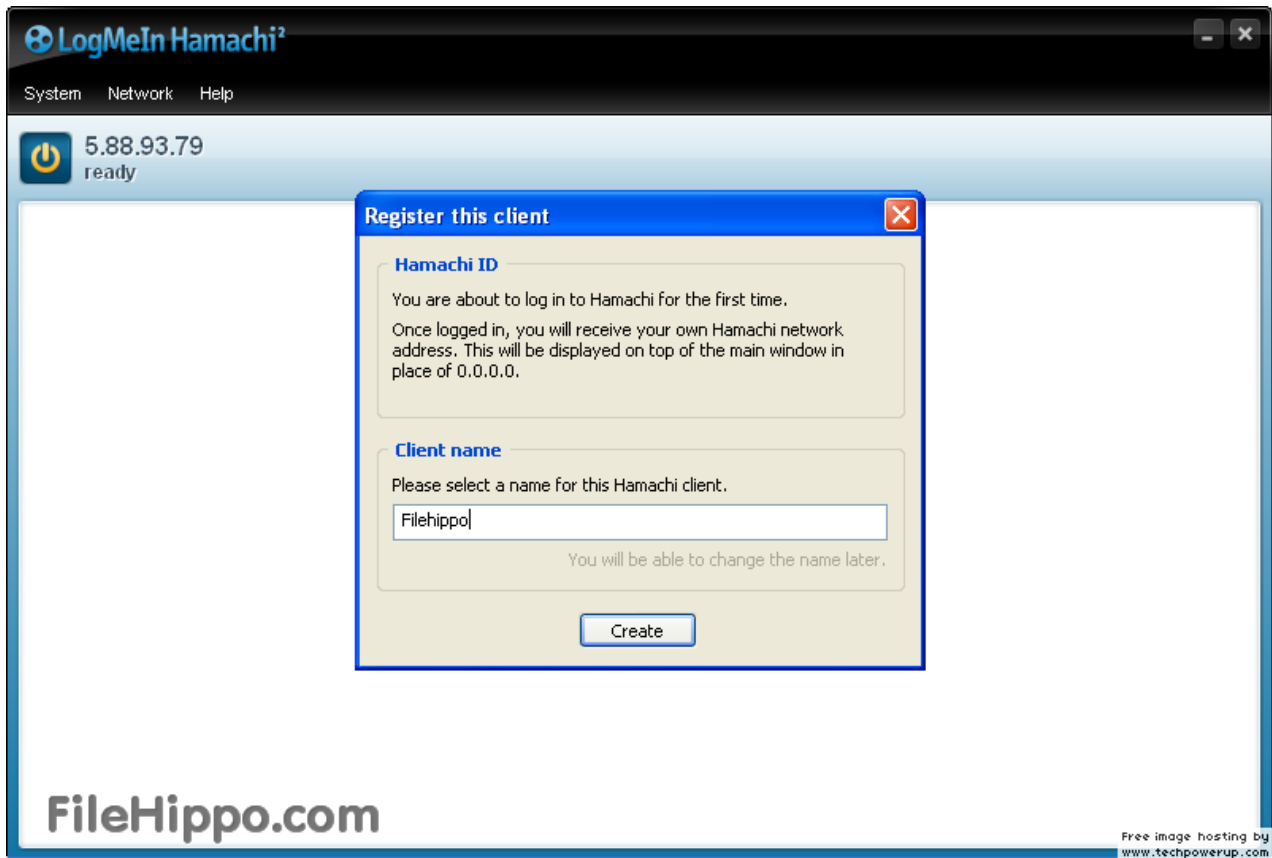 LogMeIn Hamachi²
System Network Help
5.88.93.79
ready
Register this client
Hamachi ID
You are about to log in to Hamachi for the first time.
Once logged in, you will receive your own Hamachi network
address. This will be displayed on top of the main window in
place of 0.0.0.0.
Client name
Please select a name for this Hamachi client.
Filehippo
You will be able to change the name later.
Create
FileHippo.com
Free image hosting by
www.techpowerup.com